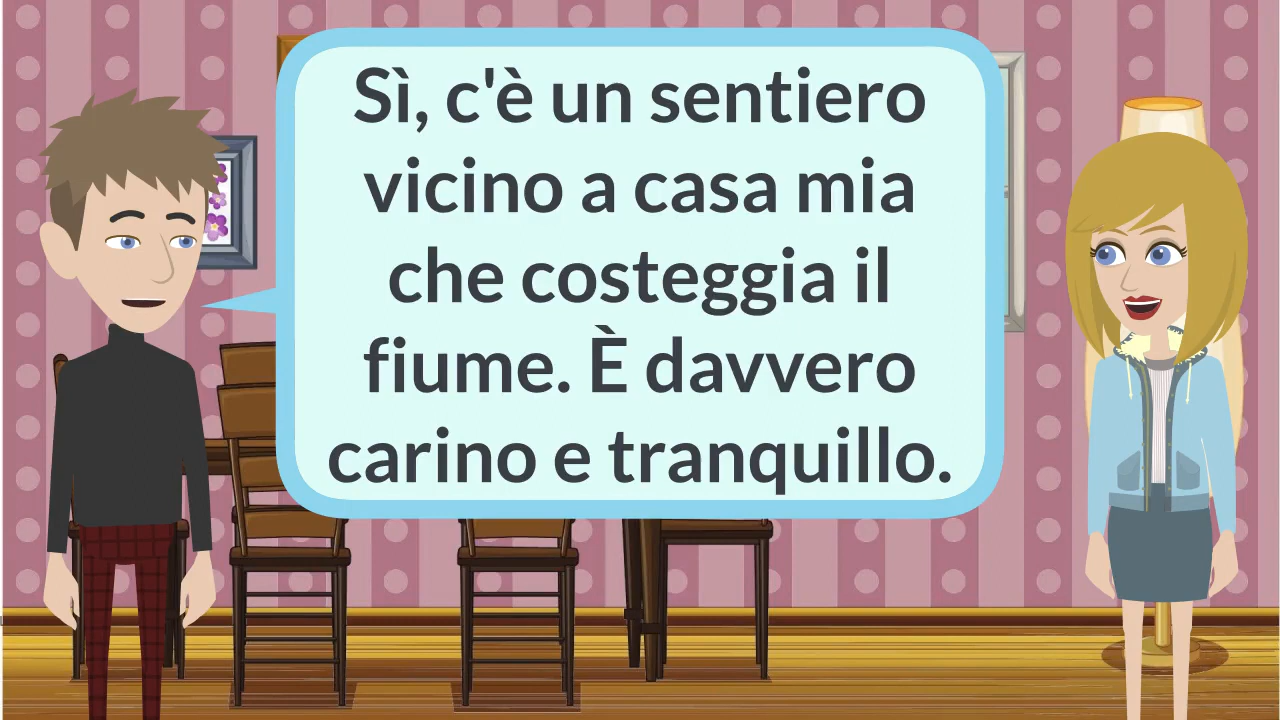 Sì, c'è un sentiero
vicino a casa mia
che costeggia il
fiume. È davvero
carino e tranquillo.